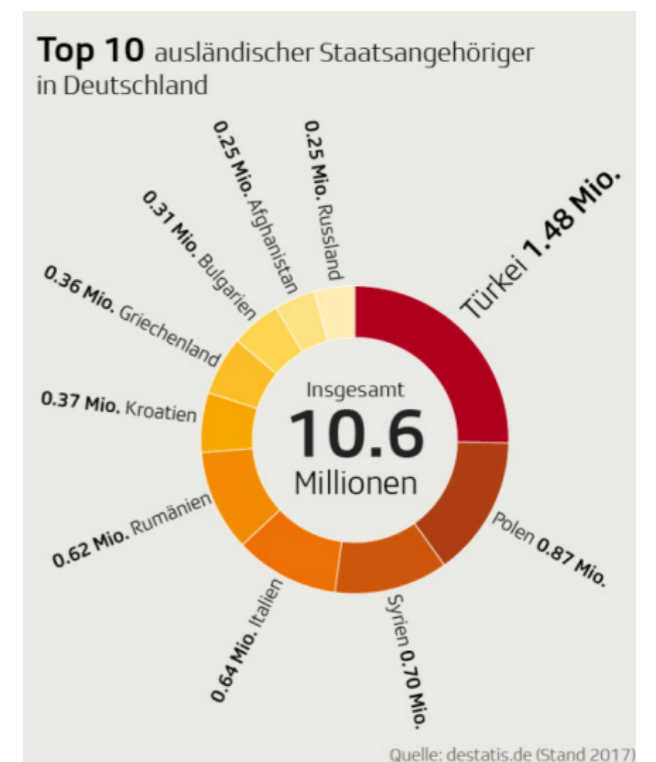 Top 10 ausländischer Staatsangehöriger
in Deutschland
Türkei 1.48 Mio.
Polen 0.87 Mio.
Syrien 0.70 Mio.
0.64 Mio. Italien
0.62 Mio. Rumänien
0.37 Mio. Kroatien
0.36 Mio. Griechenland
0.31 Mio. Bulgarien
0.25 Mio. Afghanistan
0.25 Mio. Russland
Insgesamt
10.6
Millionen
Quelle: destatis.de (Stand 2017)